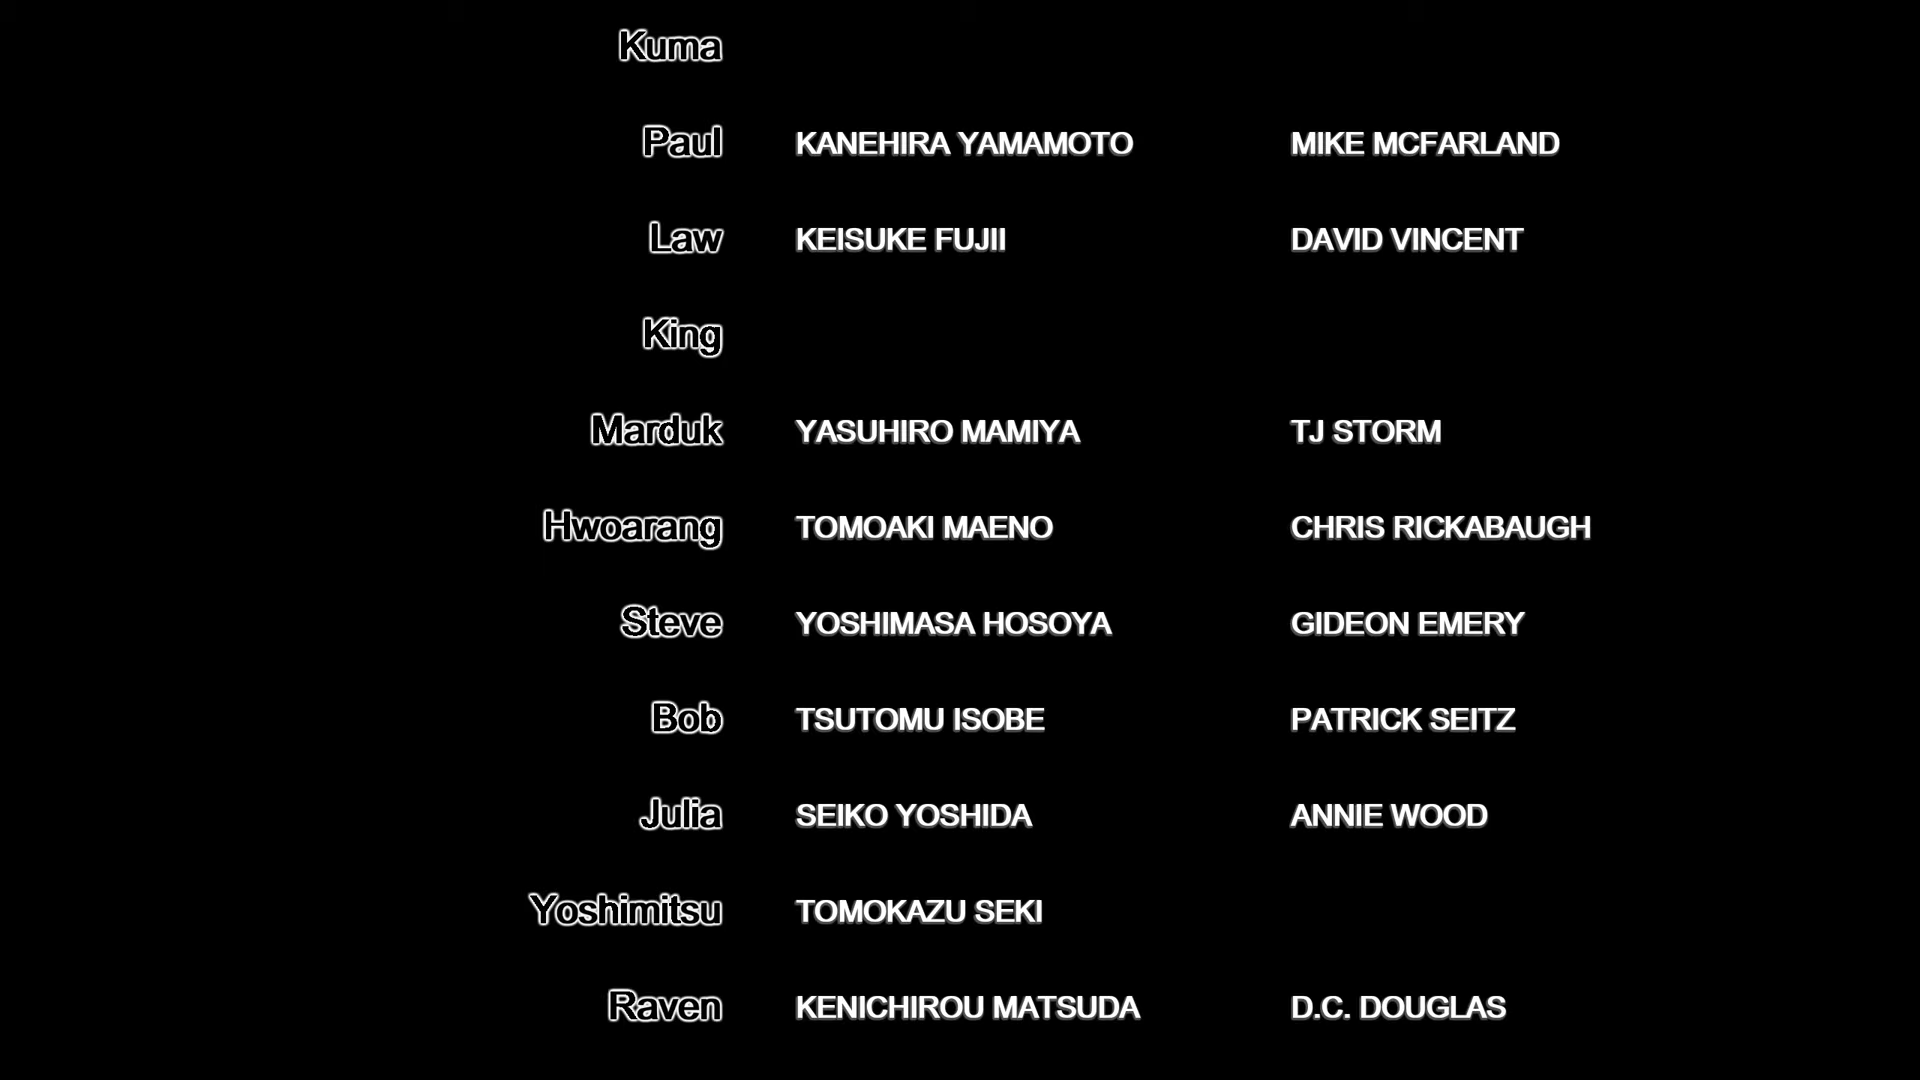 Kuma
Paul KANEHIRA YAMAMOTO MIKE MCFARLAND
Law KEISUKE FUJII DAVID VINCENT
King
Marduk YASUHIRO MAMIYA TJ STORM
Hwoarang TOMOAKI MAENO CHRIS RICKABAUGH
Steve YOSHIMASA HOSOYA GIDEON EMERY
Bob TSUTOMU ISOBE PATRICK SEITZ
Julia SEIKO YOSHIDA ANNIE WOOD
Yoshimitsu TOMOKAZU SEKI
Raven KENICHIROU MATSUDA D.C. DOUGLAS